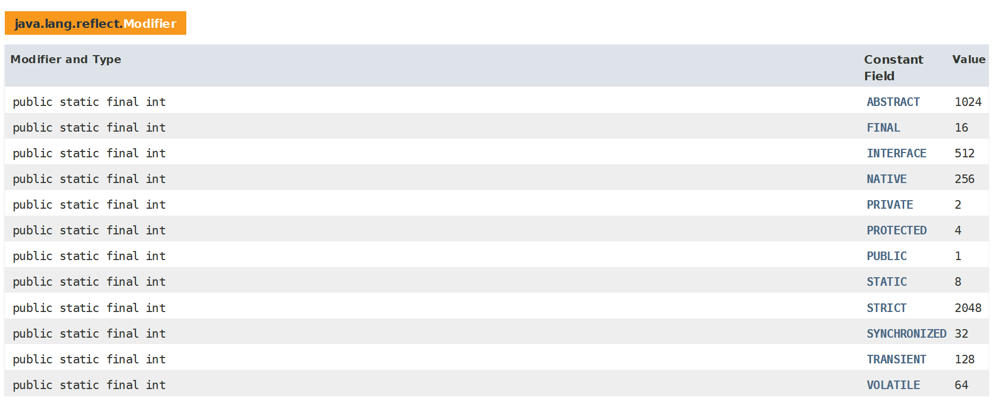 java.lang.reflect.Modifier
Modifier and Type Constant Field Value
public static final int ABSTRACT 1024
public static final int FINAL 16
public static final int INTERFACE 512
public static final int NATIVE 256
public static final int PRIVATE 2
public static final int PROTECTED 4
public static final int PUBLIC 1
public static final int STATIC 8
public static final int STRICT 2048
public static final int SYNCHRONIZED 32
public static final int TRANSIENT 128
public static final int VOLATILE 64